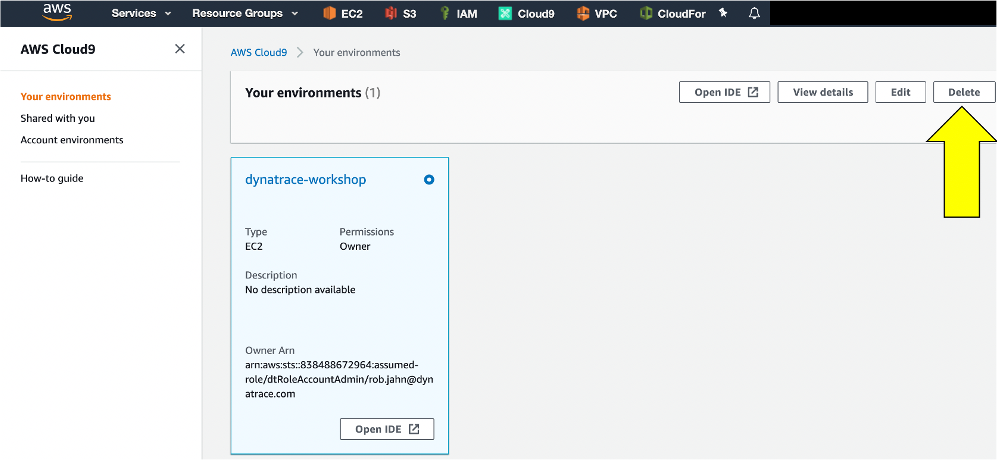 aws Services Resource Groups EC2 S3 IAM Cloud9 VPC CloudFor
AWS Cloud9
Your environments
Shared with you
Account environments
How-to guide
AWS Cloud9 > Your environments
Your environments (1) Open IDE View details Edit Delete
dynatrace-workshop
Type Permissions
EC2 Owner
Description
No description available
Owner Arn
arn:aws:sts::838488672964:assumed-
role/dtRoleAccountAdmin/rob.jahn@dyn
atrace.com
Open IDE